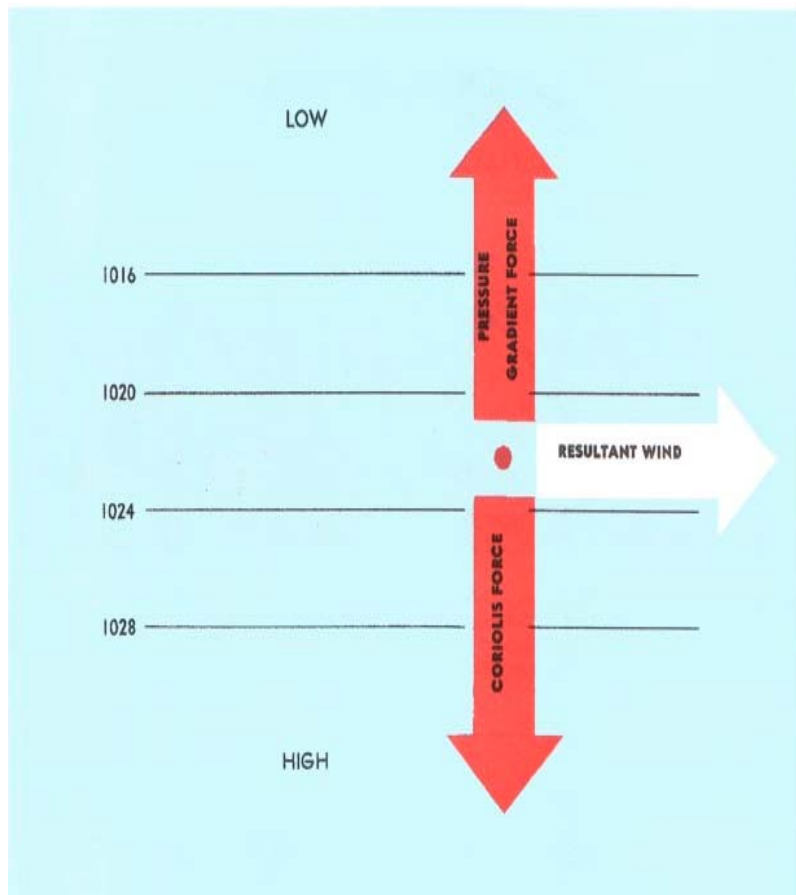 LOW
1016
PRESSURE
GRADIENT FORCE
1020
RESULTANT WIND
1024
CORIOLIS FORCE
1028
HIGH